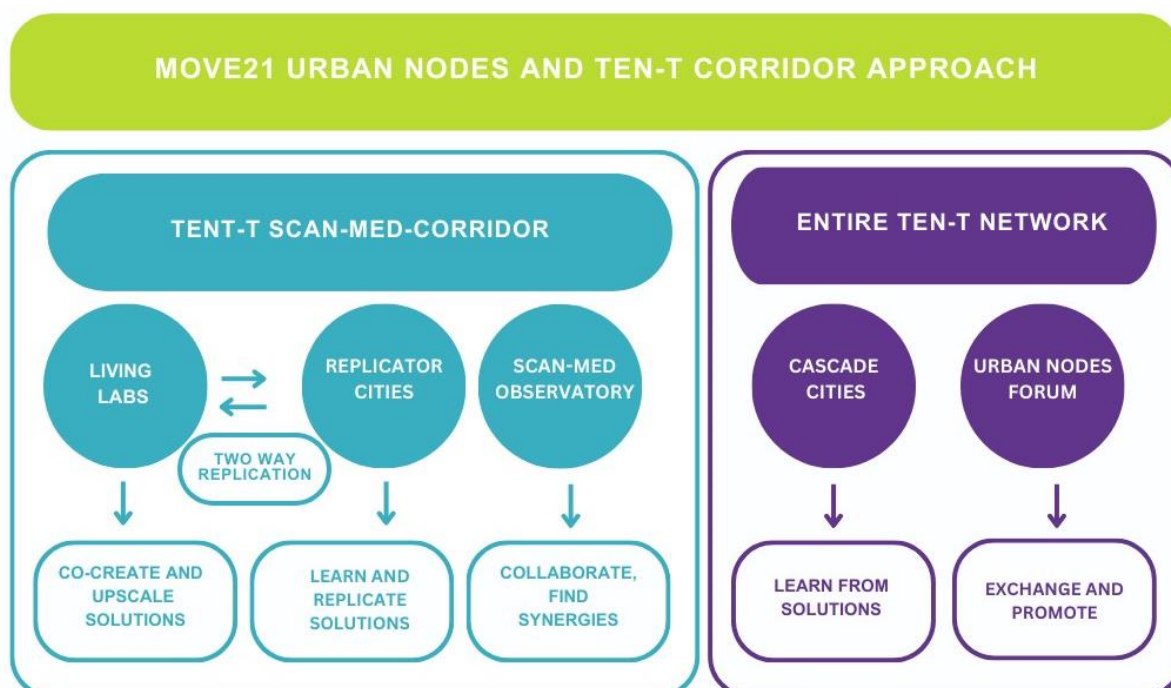 MOVE21 URBAN NODES AND TEN-T CORRIDOR APPROACH
TENT-T SCAN-MED-CORRIDOR
LIVING
LABS
REPLICATOR
CITIES
SCAN-MED
OBSERVATORY
TWO WAY
REPLICATION
CO-CREATE AND
UPSCALE
SOLUTIONS
LEARN AND
REPLICATE
SOLUTIONS
COLLABORATE,
FIND
SYNERGIES
ENTIRE TEN-T NETWORK
CASCADE
CITIES
URBAN NODES
FORUM
LEARN FROM
SOLUTIONS
EXCHANGE AND
PROMOTE